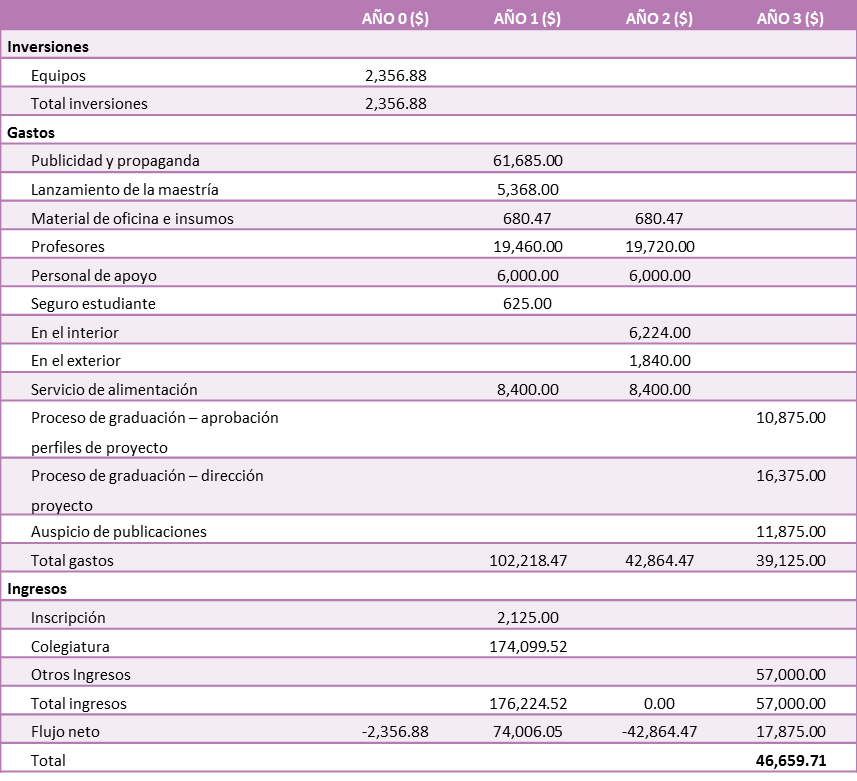 AÑO 0 ($) AÑO 1 ($) AÑO 2 ($) AÑO 3 ($)
Inversiones
Equipos 2,356.88
Total inversiones 2,356.88
Gastos
Publicidad y propaganda 61,685.00
Lanzamiento de la maestría 5,368.00
Material de oficina e insumos 680.47 680.47
Profesores 19,460.00 19,720.00
Personal de apoyo 6,000.00 6,000.00
Seguro estudiante 625.00
En el interior 6,224.00
En el exterior 1,840.00
Servicio de alimentación 8,400.00 8,400.00
Proceso de graduación – aprobación 10,875.00
perfiles de proyecto
Proceso de graduación – dirección 16,375.00
proyecto
Auspicio de publicaciones 11,875.00
Total gastos 102,218.47 42,864.47 39,125.00
Ingresos
Inscripción 2,125.00
Colegiatura 174,099.52
Otros Ingresos 57,000.00
Total ingresos 176,224.52 0.00 57,000.00
Flujo neto -2,356.88 74,006.05 -42,864.47 17,875.00
Total 46,659.71